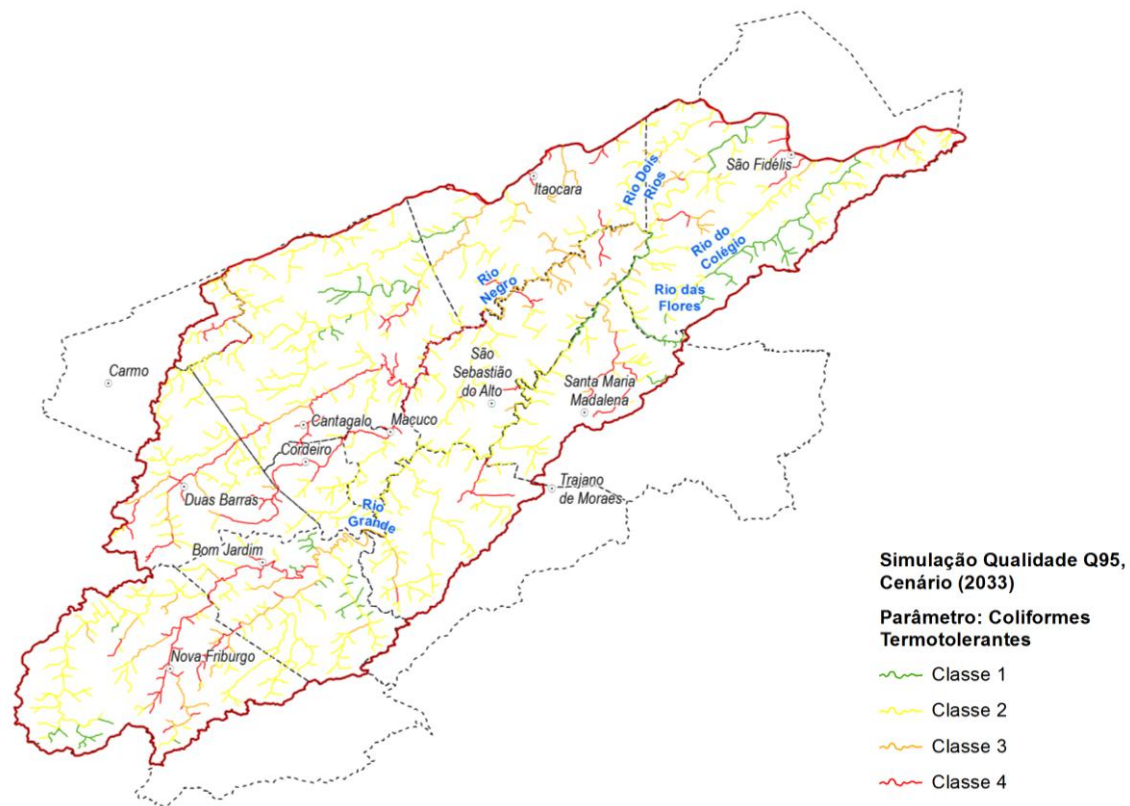 São Fidélis
Itaocara
Rio Dois
Rios
Rio do
Colégio
Rio
Negro
Rio das
Flores
Carmo
São
Sebastião
do Alto
Santa Maria
Madalena
Cantagalo
Macuco
Cordeiro
Duas Barras
Trajano
de Moraes
Rio
Grande
Bom Jardim
Nova Friburgo
Simulação Qualidade Q95,
Cenário (2033)
Parâmetro: Coliformes
Termotolerantes
Classe 1
Classe 2
Classe 3
Classe 4